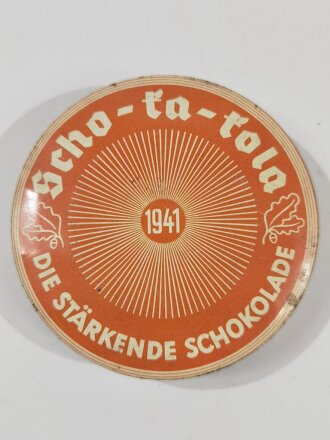 Scho-ka-kola
1941
DIE STÄRKENDE SCHOKOLADE